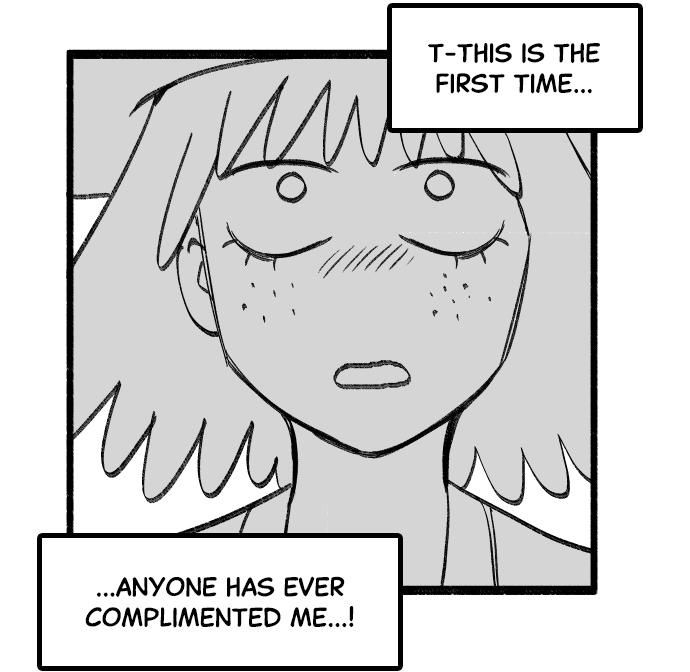 T-THIS IS THE
FIRST TIME...
...ANYONE HAS EVER
COMPLIMENTED ME...!